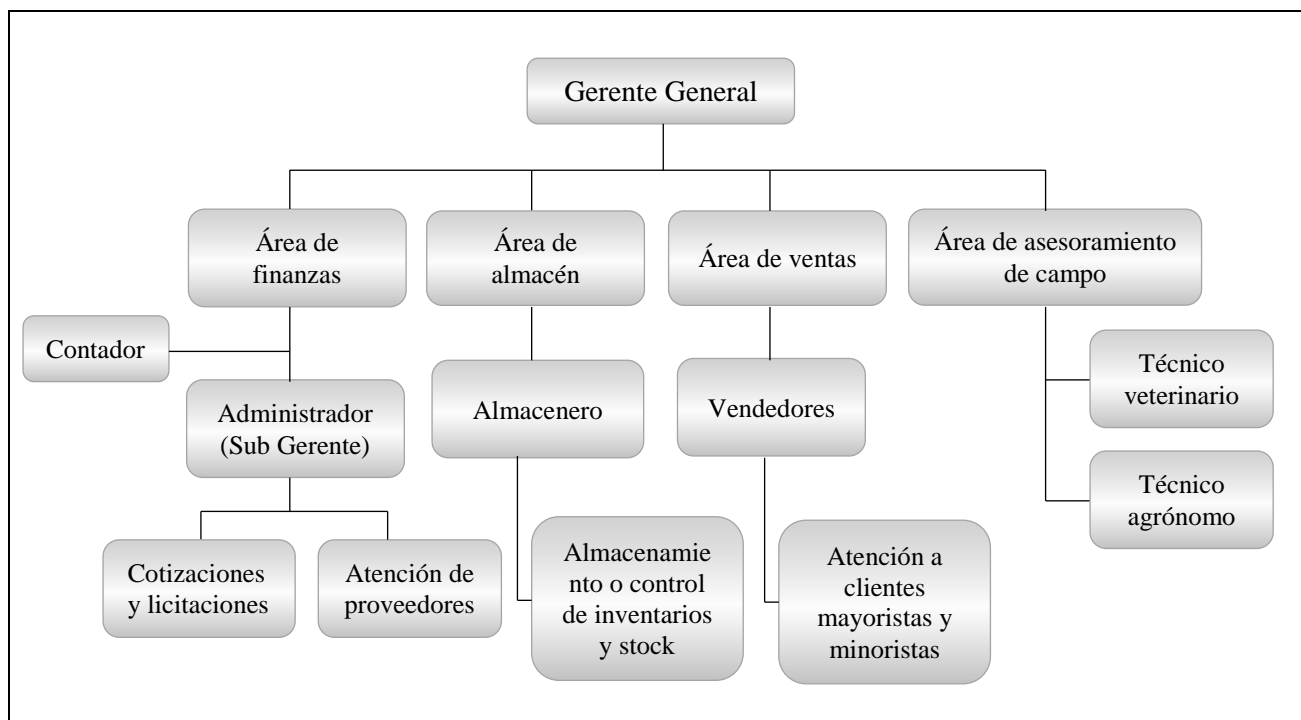 Gerente General
Área de
finanzas
Área de
almacén
Área de ventas
Área de asesoramiento
de campo
Contador
Administrador
(Sub Gerente)
Almacenero
Vendedores
Técnico
veterinario
Técnico
agrónomo
Cotizaciones
y licitaciones
Atención de
proveedores
Almacenamie
nto o control
de inventarios
y stock
Atención a
clientes
mayoristas y
minoristas